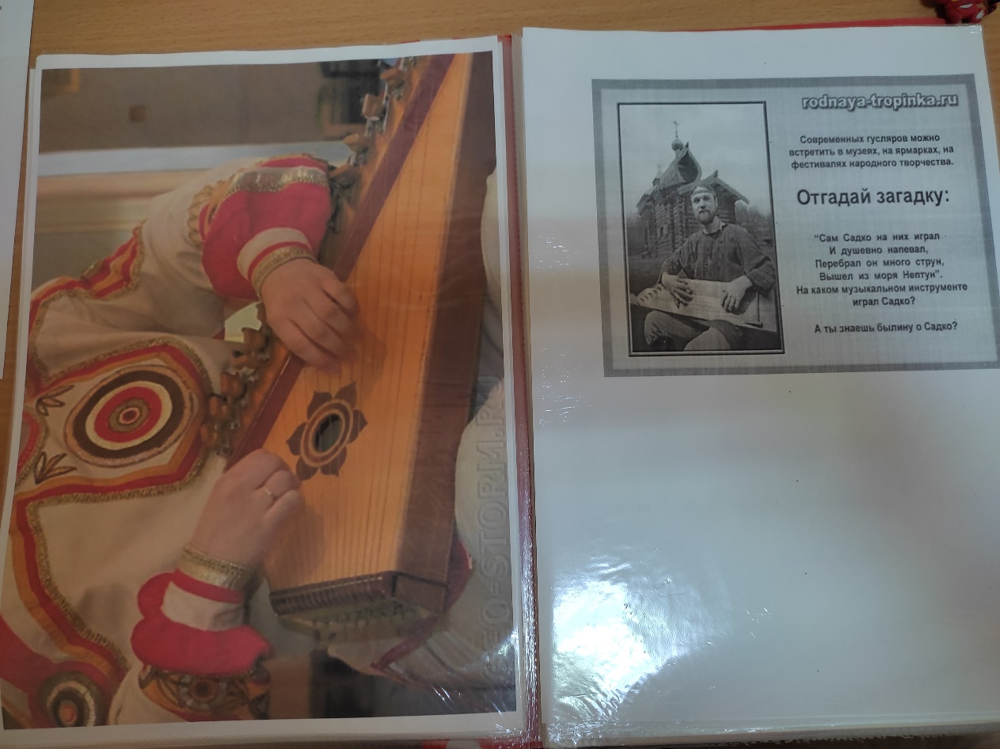 rodnaya-tropinka.ru
Современных гусляров можно
встретить в музеях, на ярмарках, на
фестивалях народного творчества.
Отгадай загадку:
“Сам Садко на них играл
И душевно напевал,
Перебрал он много струн,
Вышел из моря Нептун”.
На каком музыкальном инструменте
играл Садко?
А ты знаешь былину о Садко?
GEO-STORM.RU